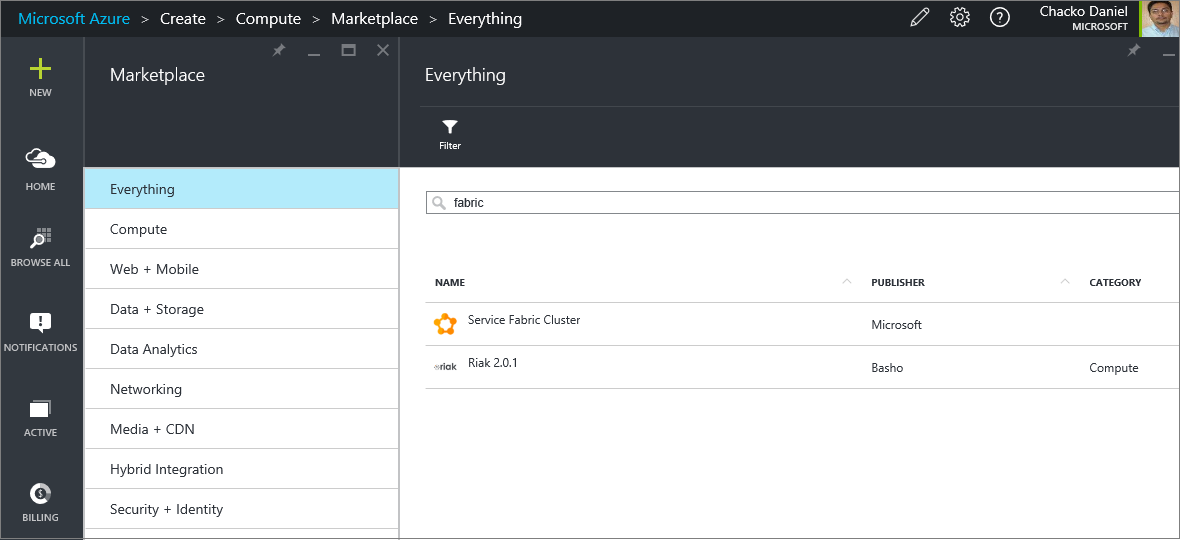 Microsoft Azure > Create > Compute > Marketplace > Everything
Chacko Daniel
MICROSOFT
NEW
HOME
BROWSE ALL
NOTIFICATIONS
ACTIVE
BILLING
Marketplace
Everything
Compute
Web + Mobile
Data + Storage
Data Analytics
Networking
Media + CDN
Hybrid Integration
Security + Identity
Everything
Filter
fabric
NAME PUBLISHER CATEGORY
Service Fabric Cluster Microsoft
riak Riak 2.0.1 Basho Compute